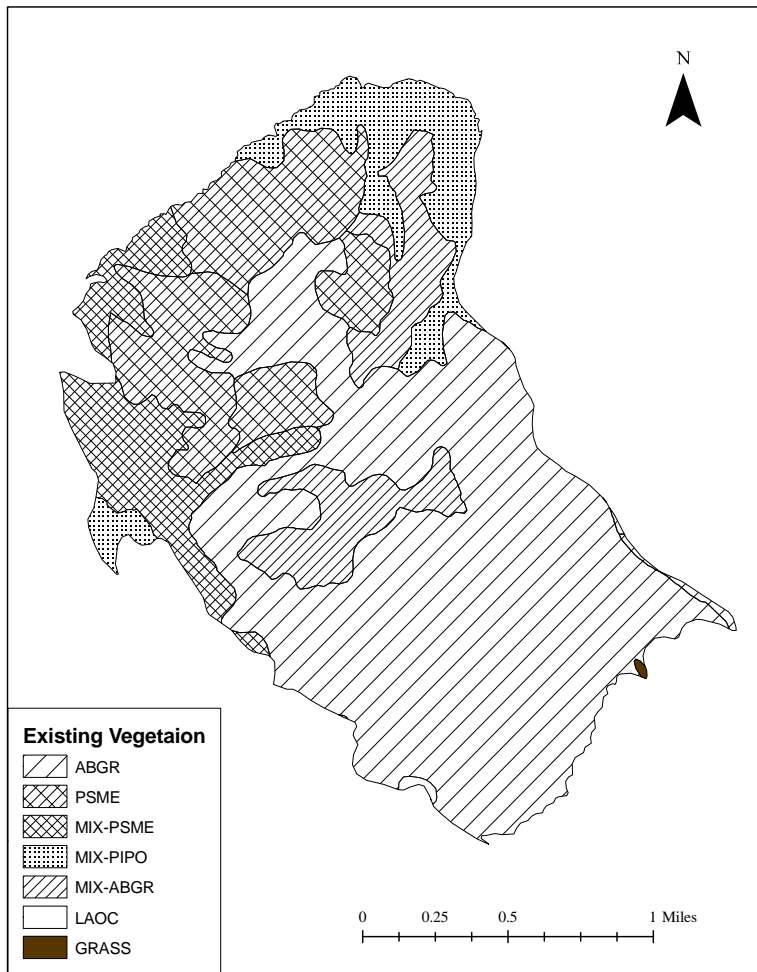 N
Existing Vegetaion
ABGR
PSME
MIX-PSME
MIX-PIPO
MIX-ABGR
LAOC
GRASS
0 0.25 0.5 1 Miles